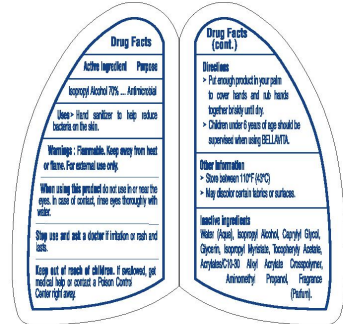 Drug Facts
Active Ingredient Purpose
Isopropyl Alcohol 70% ... Antimicrobial
Uses> Hand sanitizer to help reduce
bacteria on the skin.
Warnings : Flammable. Keep away from heat
or flame. For external use only.
When using this product do not use in or near the
eyes. In case of contact, rinse eyes thoroughly with
water.
Stop use and ask a doctor if irritation or rash and
lasts.
Keep out of reach of children. If swallowed, get
medical help or contact a Poison Control
Center right away.
Drug Facts
(cont.)
Directions
> Put enough product in your palm
to cover hands and rub hands
together briskly until dry.
> Children under 6 years of age should be
supervised when using BELLAVITA.
Other Information
> Store between 110°F (43°C)
> May discolor certain fabrics or surfaces.
Inactive ingredients
Water (Aqua), Isopropyl Alcohol, Caprylyl Glycol,
Glycerin, Isopropyl Myristate, Tocopheryl Acetate,
Acrylates/C10-30 Alkyl Acrylate Crosspolymer,
Aminomethyl Propanol, Fragrance
(Parfum).